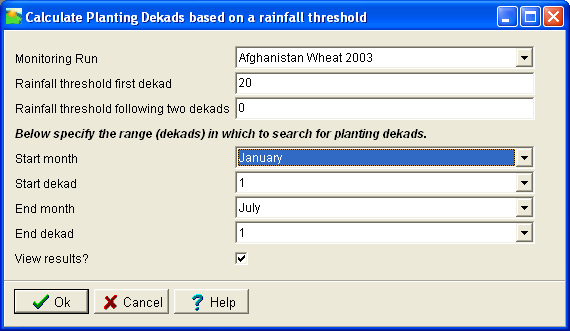 Calculate Planting Dekads based on a rainfall threshold
Monitoring Run Afghanistan Wheat 2003
Rainfall threshold first dekad 20
Rainfall threshold following two dekads 0
Below specify the range (dekads) in which to search for planting dekads.
Start month January
Start dekad 1
End month July
End dekad 1
View results?
Ok Cancel Help